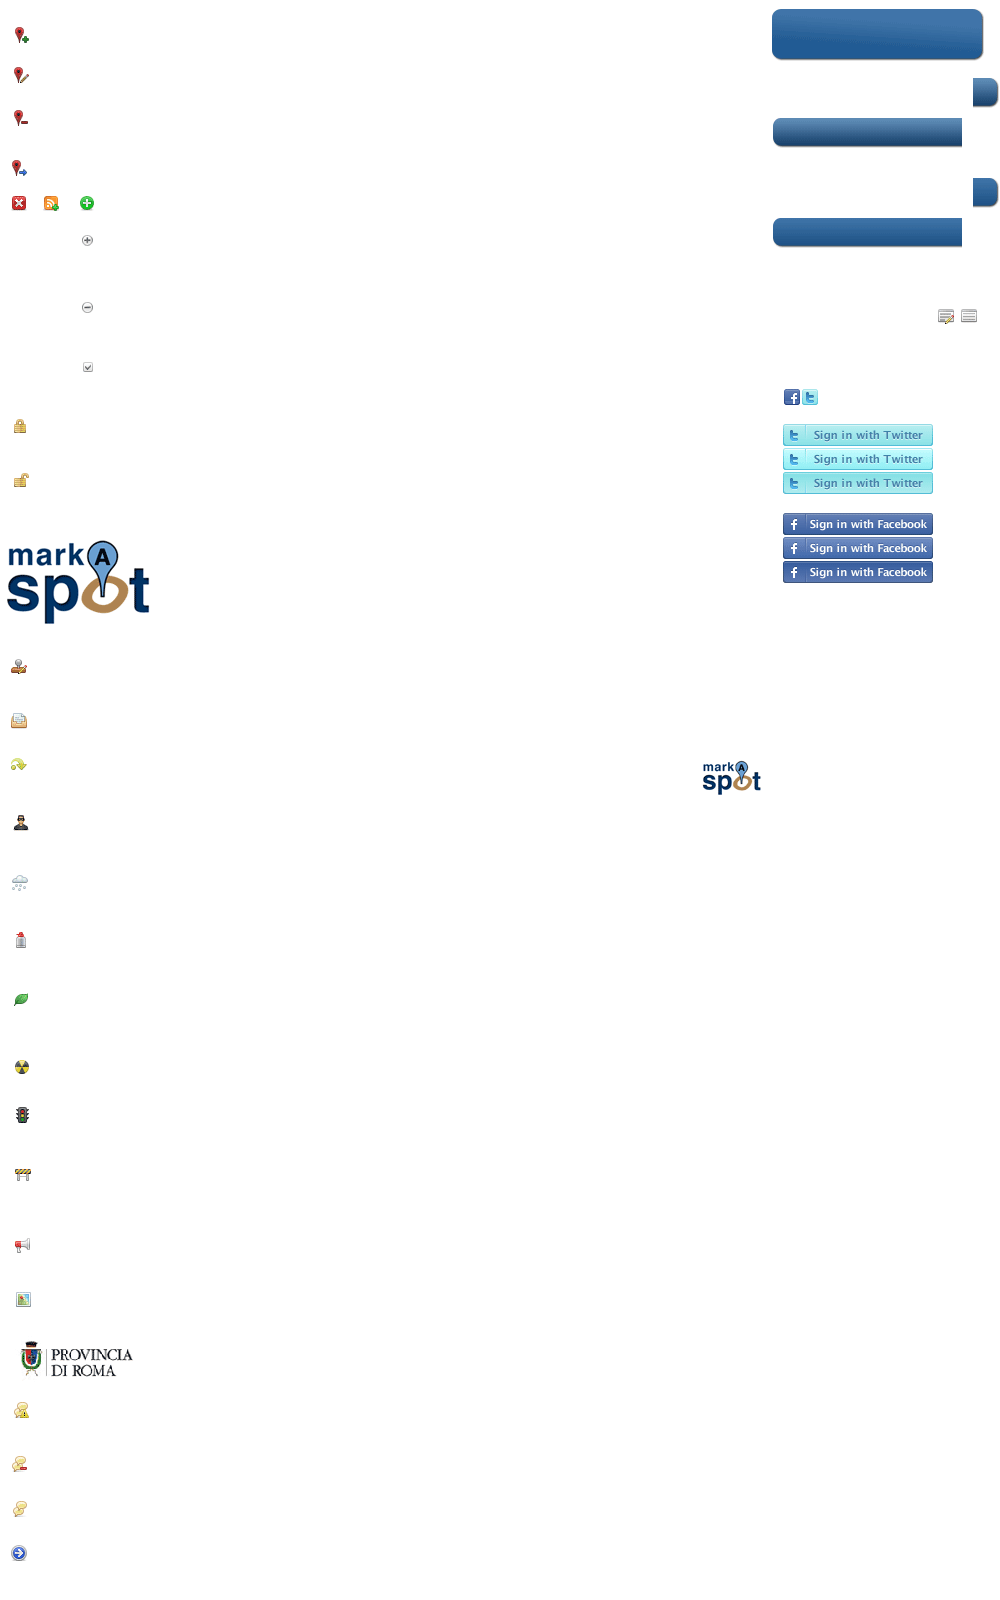 Sign in with Twitter
Sign in with Twitter
Sign in with Twitter
Sign in with Facebook
Sign in with Facebook
Sign in with Facebook
mark A
spot
mark A
spot
PROVINCIA
DI ROMA